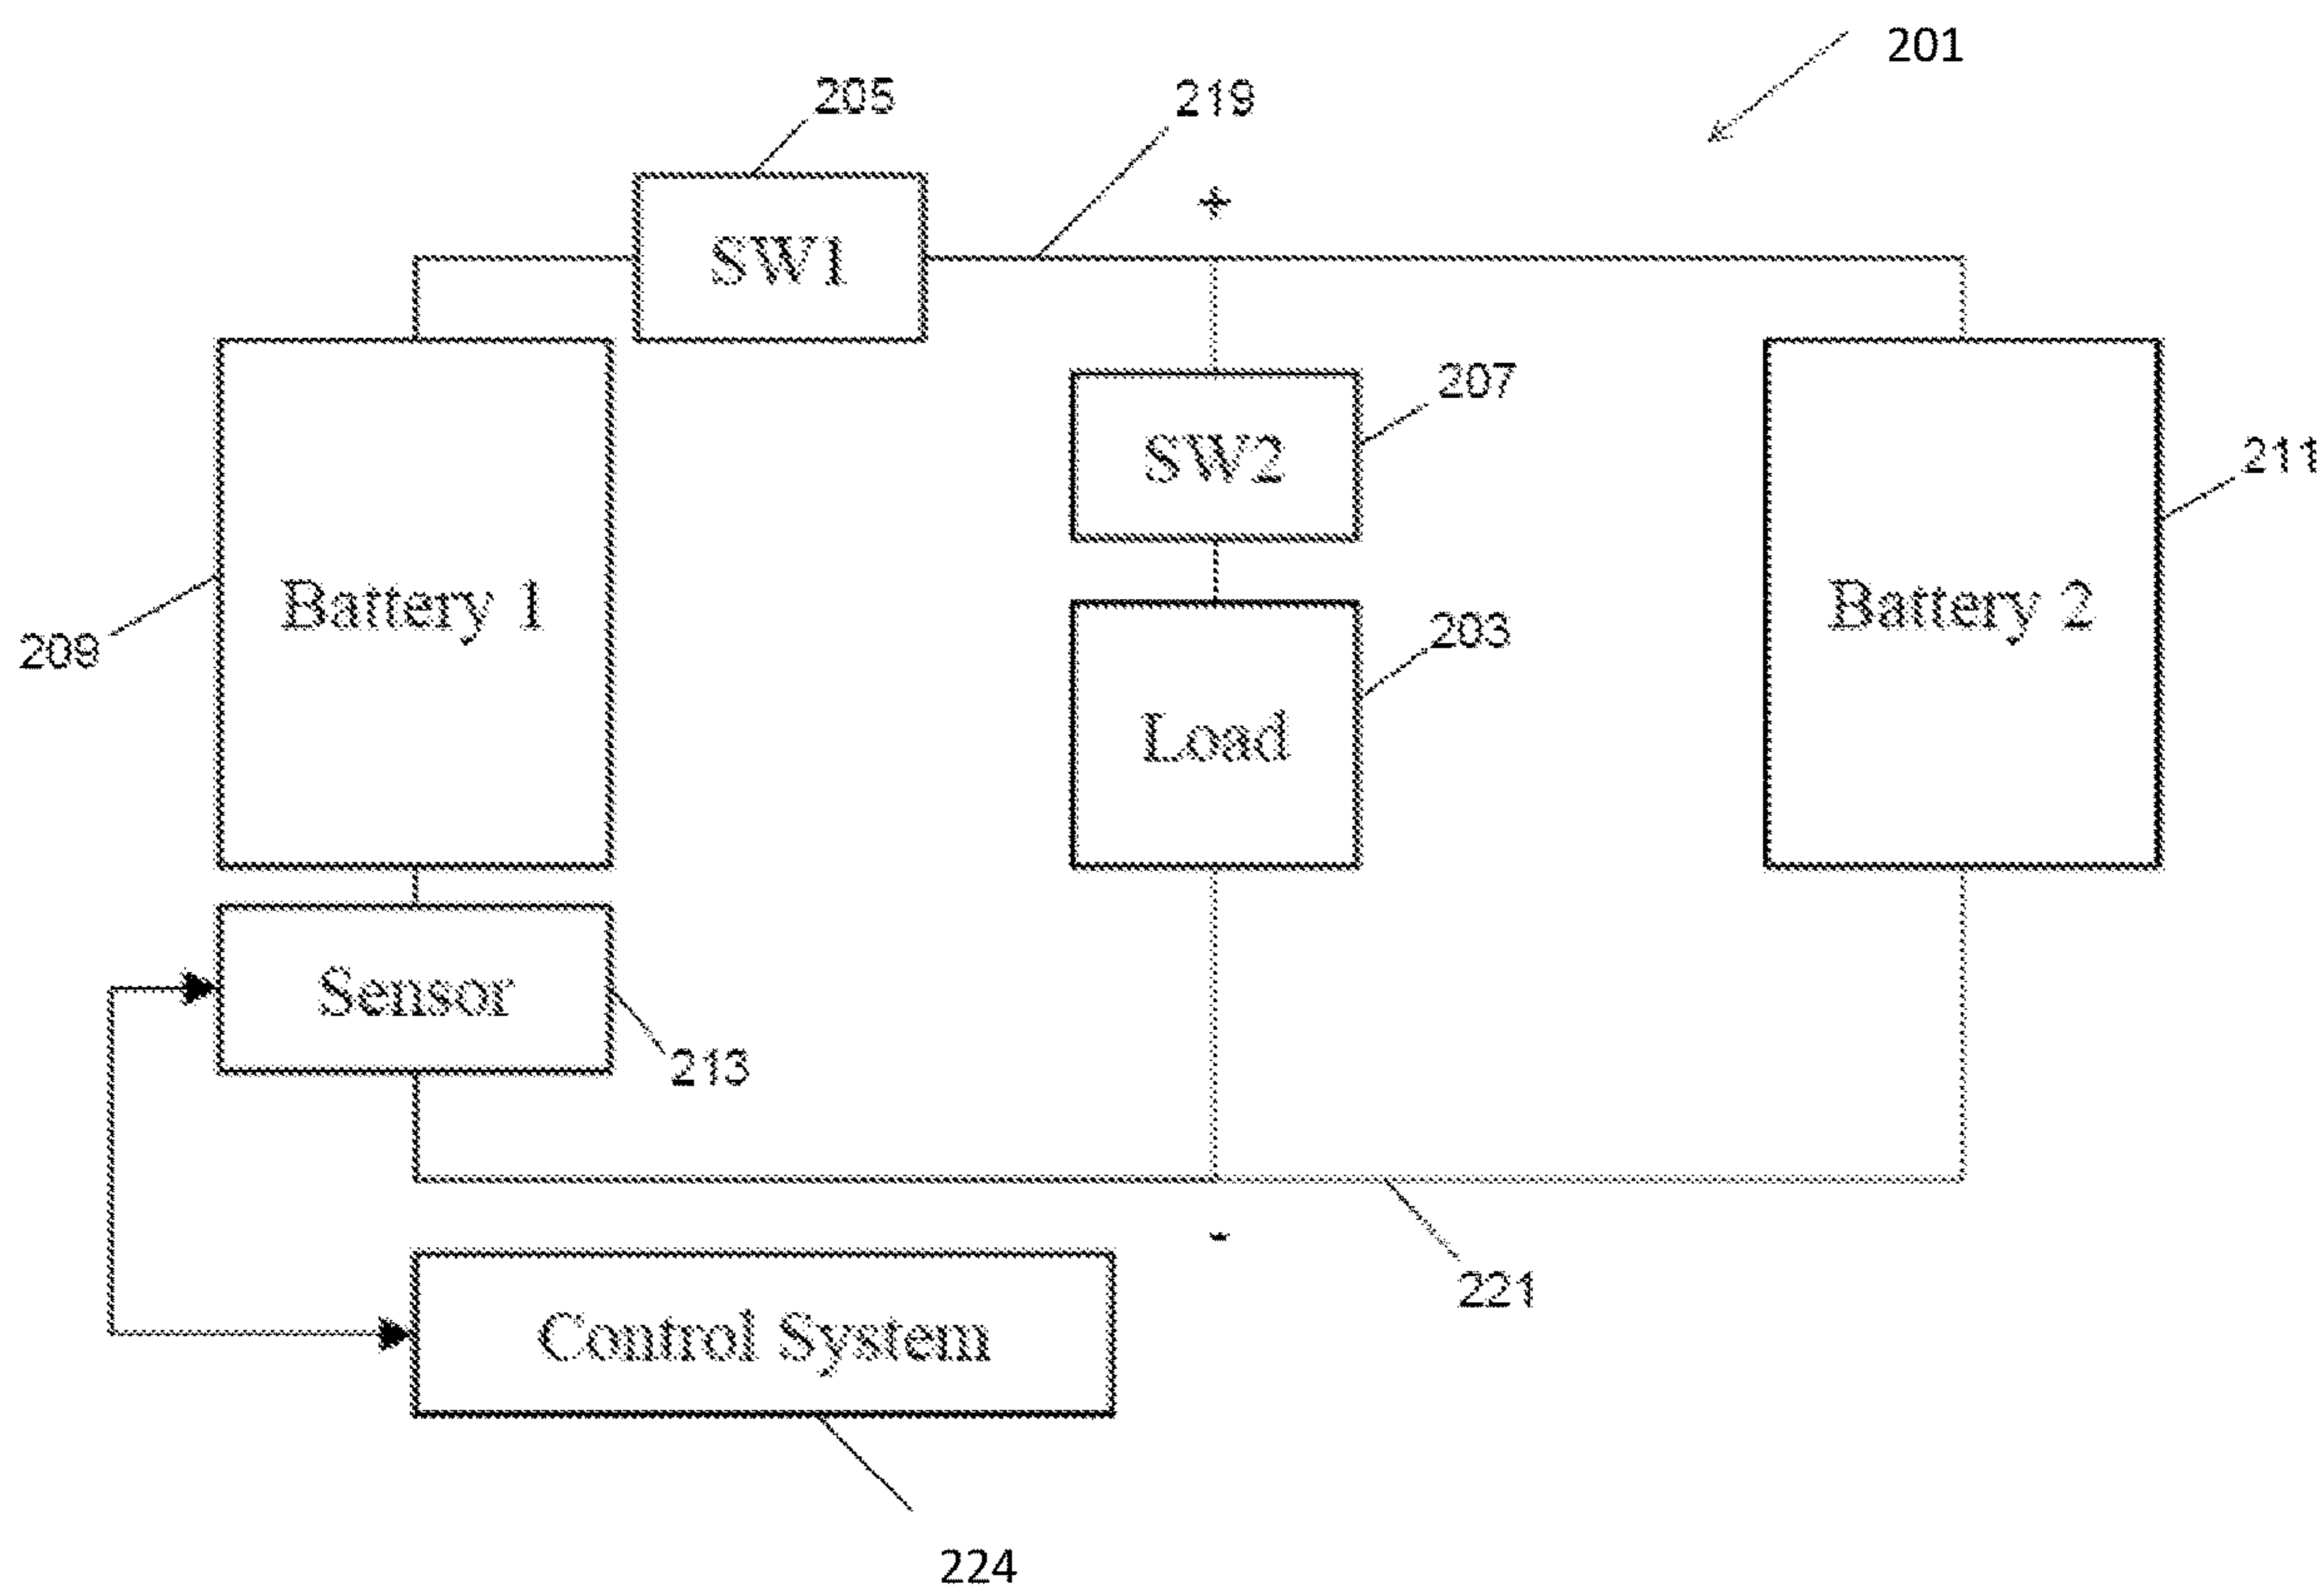 201
205
219
+
SW1
207
SW2
211
Battery 1
Battery 2
209
203
Load
Sensor
213
-
221
Control System
224